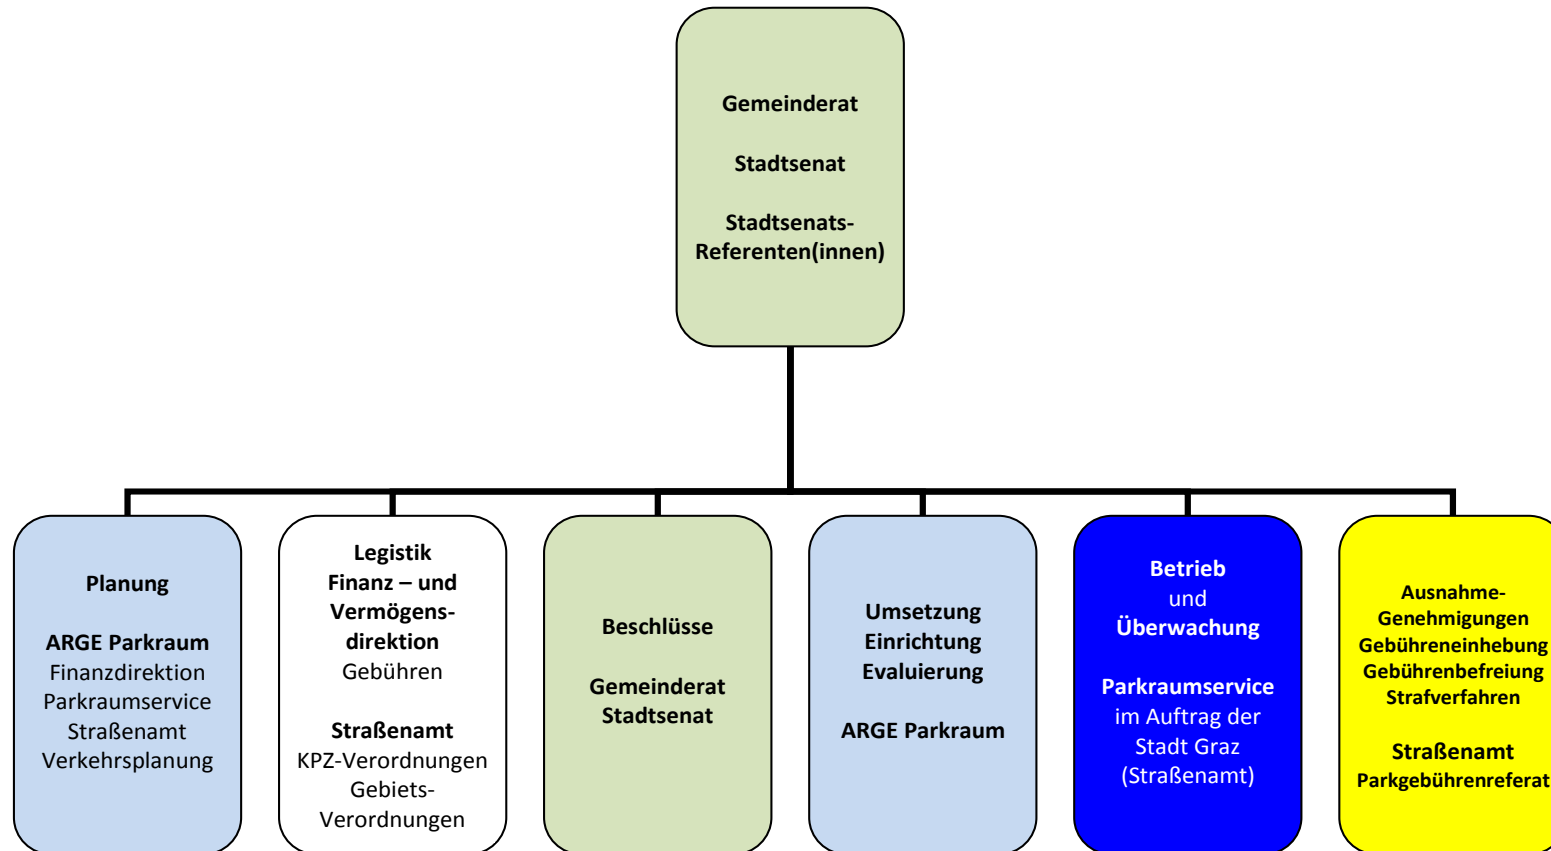 Gemeinderat
Stadtsenat
Stadtsenats-
Referenten(innen)
Planung
ARGE Parkraum
Finanzdirektion
Parkraumservice
Straßenamt
Verkehrsplanung
Legistik
Finanz – und
Vermögens-
direktion
Gebühren
Straßenamt
KPZ-Verordnungen
Gebiets-
Verordnungen
Beschlüsse
Gemeinderat
Stadtsenat
Umsetzung
Einrichtung
Evaluierung
ARGE Parkraum
Betrieb
und
Überwachung
Parkraumservice
im Auftrag der
Stadt Graz
(Straßenamt)
Ausnahme-
Genehmigungen
Gebühreneinhebung
Gebührenbefreiung
Strafverfahren
Straßenamt
Parkgebührenreferat